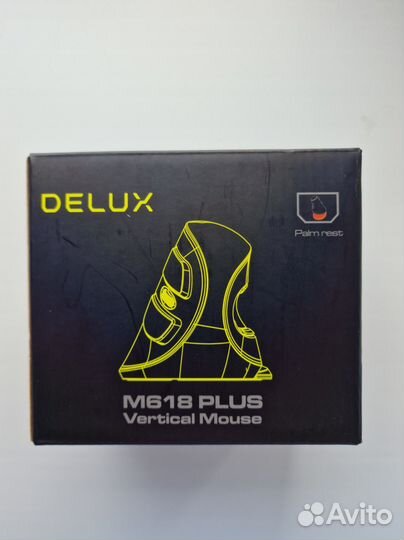 DELUX
Palm rest
M618 PLUS
Vertical Mouse
Avito